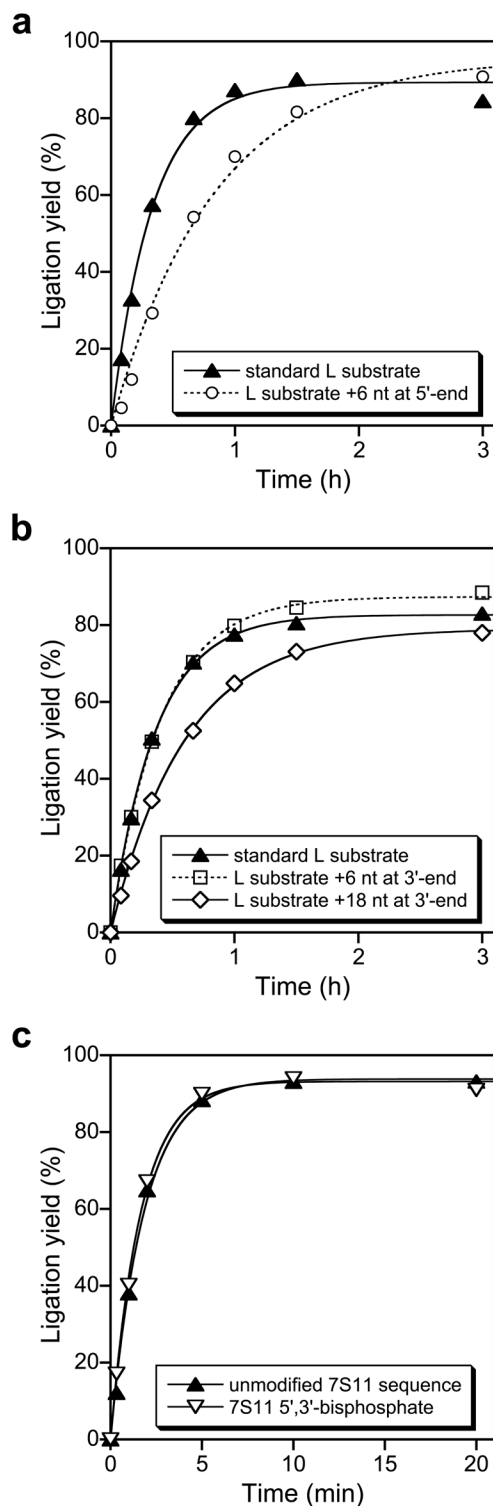 a
100
80
60
40
20
0
Ligation yield (%)
standard L substrate
L substrate +6 nt at 5'-end
0 1 2 3
Time (h)
b
100
80
60
40
20
0
Ligation yield (%)
standard L substrate
L substrate +6 nt at 3'-end
L substrate +18 nt at 3'-end
0 1 2 3
Time (h)
c
100
80
60
40
20
0
Ligation yield (%)
unmodified 7S11 sequence
7S11 5',3'-bisphosphate
0 5 10 15 20
Time (min)